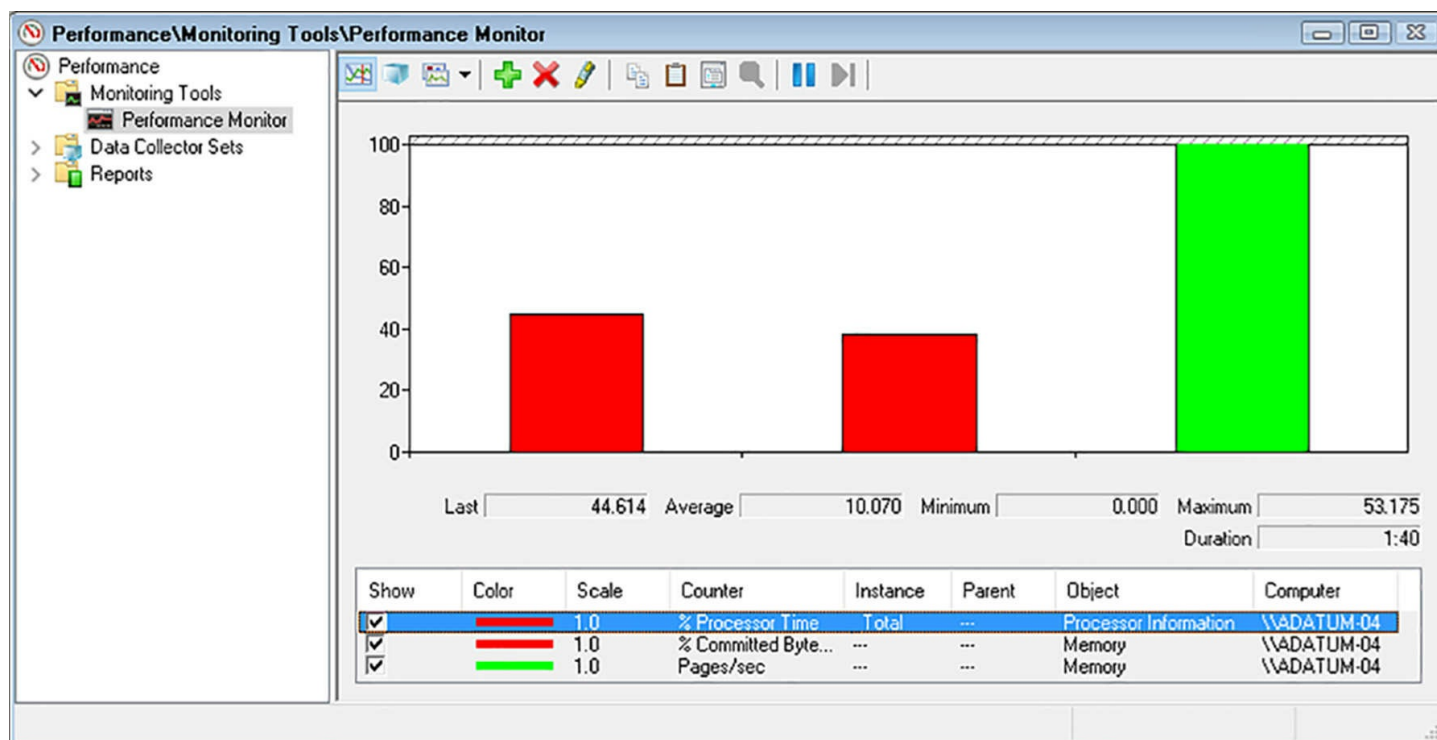 Performance\Monitoring Tools\Performance Monitor
Performance
Monitoring Tools
Performance Monitor
Data Collector Sets
Reports
100
80
60
40
20
0
Last 44.614 Average 10.070 Minimum 0.000 Maximum 53.175
Duration 1:40
Show Color Scale Counter Instance Parent Object Computer
1.0 % Processor Time _Total --- Processor Information \\ADATUM-04
1.0 % Committed Byte... --- --- Memory \\ADATUM-04
1.0 Pages/sec --- --- Memory \\ADATUM-04